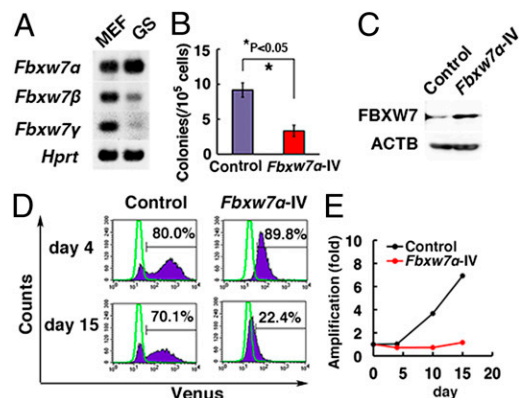 A
MEF
GS
Fbxw7α
Fbxw7β
Fbxw7γ
Hprt
B
Colonies(/10⁵ cells)
15
10
5
0
*P<0.05
*
Control
Fbxw7α-IV
C
Control
Fbxw7α-IV
FBXW7
ACTB
D
Control
Fbxw7α-IV
day 4
80.0%
89.8%
day 15
70.1%
22.4%
Counts
Venus
E
Control
Fbxw7α-IV
Amplification (fold)
10
8
6
4
2
0
0
5
10
15
20
day